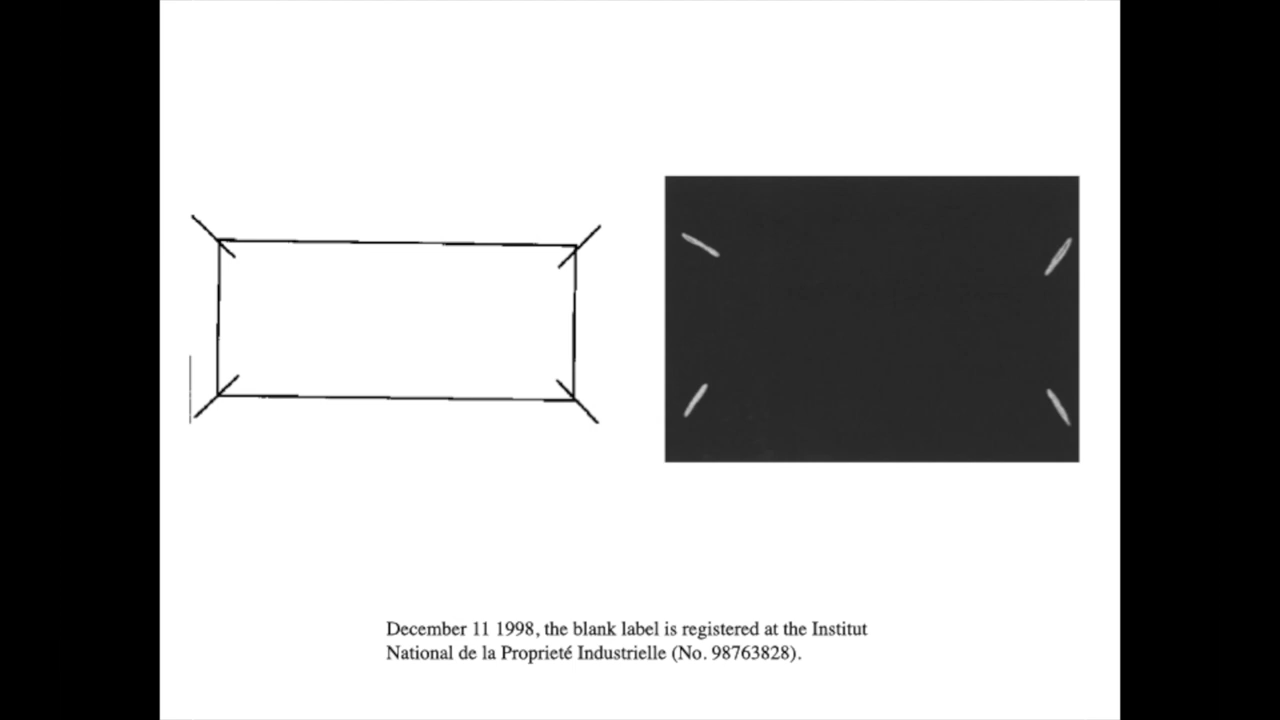 December 11 1998, the blank label is registered at the Institut
National de la Proprieté Industrielle (No. 98763828).